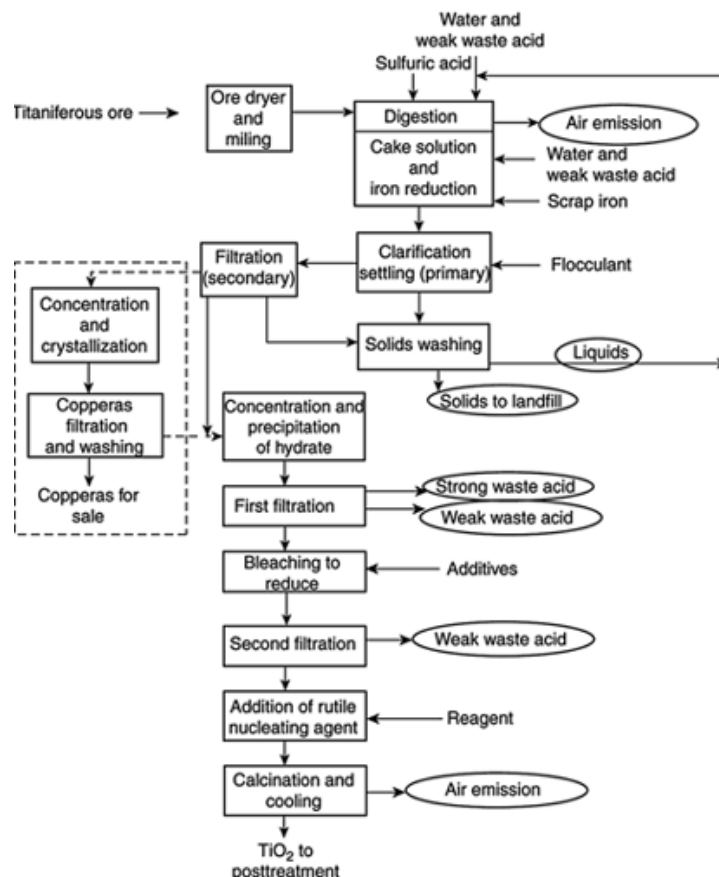 Water and
weak waste acid
Sulfuric acid
Titaniferous ore
Ore dryer
and
miling
Digestion
Air emission
Cake solution
and
iron reduction
Water and
weak waste acid
Scrap iron
Filtration
(secondary)
Clarification
settling (primary)
Flocculant
Concentration
and
crystallization
Solids washing
Liquids
Solids to landfill
Copperas
filtration
and washing
Concentration and
precipitation
of hydrate
Copperas for
sale
First filtration
Strong waste acid
Weak waste acid
Bleaching to
reduce
Additives
Second filtration
Weak waste acid
Addition of rutile
nucleating agent
Reagent
Calcination and
cooling
Air emission
TiO₂ to
posttreatment